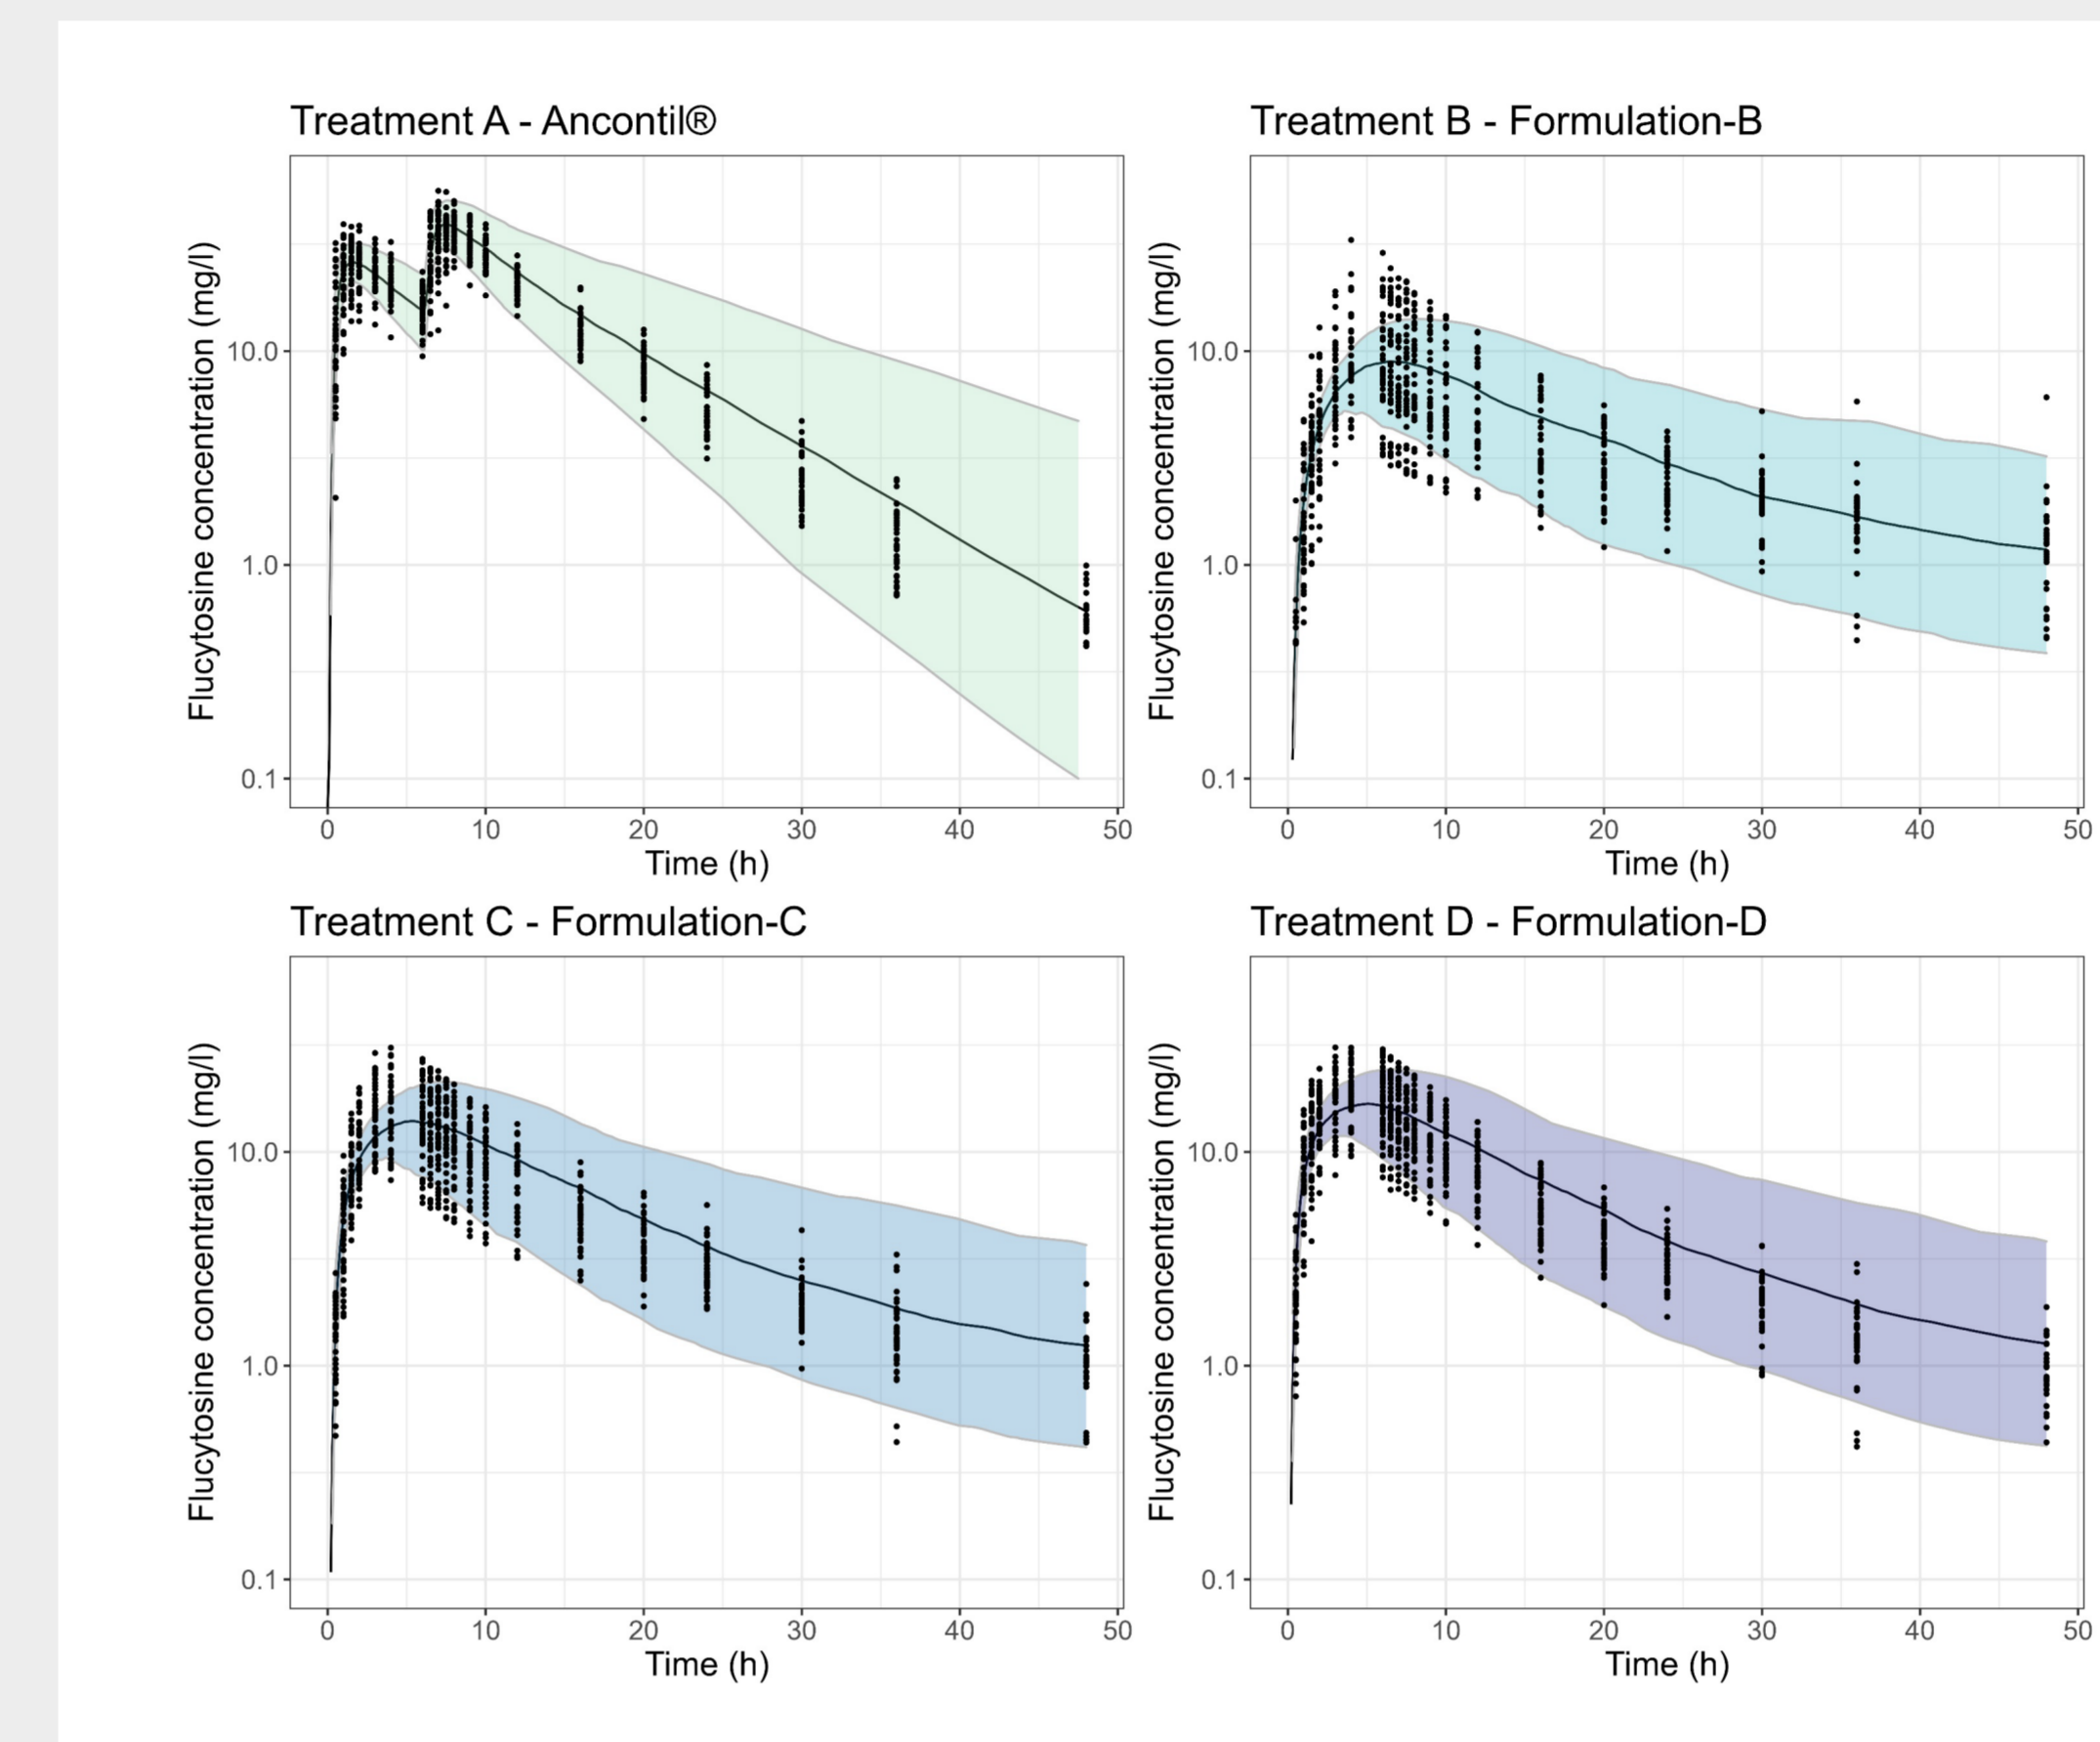 Treatment A - Ancontil®
Flucytosine concentration (mg/l)
10.0
1.0
0.1
0 10 20 30 40 50
Time (h)
Treatment B - Formulation-B
Flucytosine concentration (mg/l)
10.0
1.0
0.1
0 10 20 30 40 50
Time (h)
Treatment C - Formulation-C
Flucytosine concentration (mg/l)
10.0
1.0
0.1
0 10 20 30 40 50
Time (h)
Treatment D - Formulation-D
Flucytosine concentration (mg/l)
10.0
1.0
0.1
0 10 20 30 40 50
Time (h)